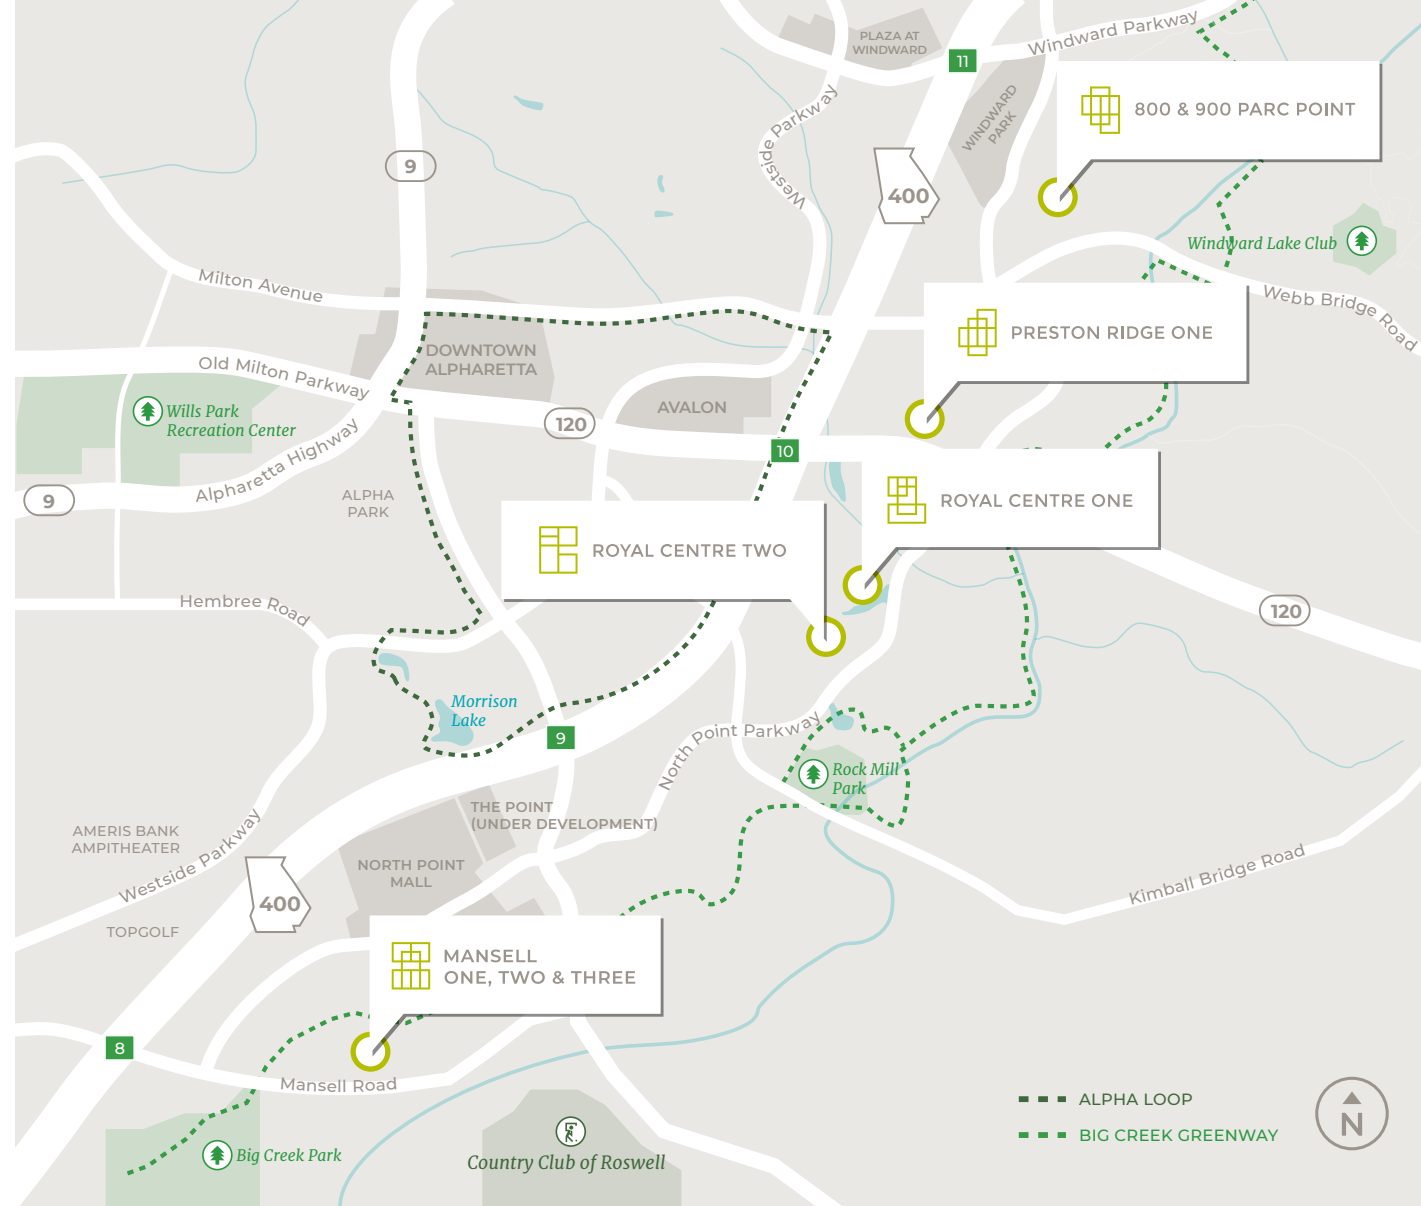 PLAZA AT
WINDWARD
Windward Parkway
11
WINDWARD
PARK
800 & 900 PARC POINT
Westside Parkway
9
400
Windward Lake Club
Milton Avenue
Webb Bridge Road
PRESTON RIDGE ONE
DOWNTOWN
ALPHARETTA
Old Milton Parkway
AVALON
Wills Park
Recreation Center
120
10
Alpharetta Highway
9
ALPHA
PARK
ROYAL CENTRE ONE
ROYAL CENTRE TWO
Hembree Road
120
Morrison
Lake
9
North Point Parkway
Rock Mill
Park
THE POINT
(UNDER DEVELOPMENT)
AMERIS BANK
AMPITHEATER
Westside Parkway
NORTH POINT
MALL
Kimball Bridge Road
400
TOPGOLF
MANSELL
ONE, TWO & THREE
8
Mansell Road
ALPHA LOOP
BIG CREEK GREENWAY
N
Big Creek Park
Country Club of Roswell